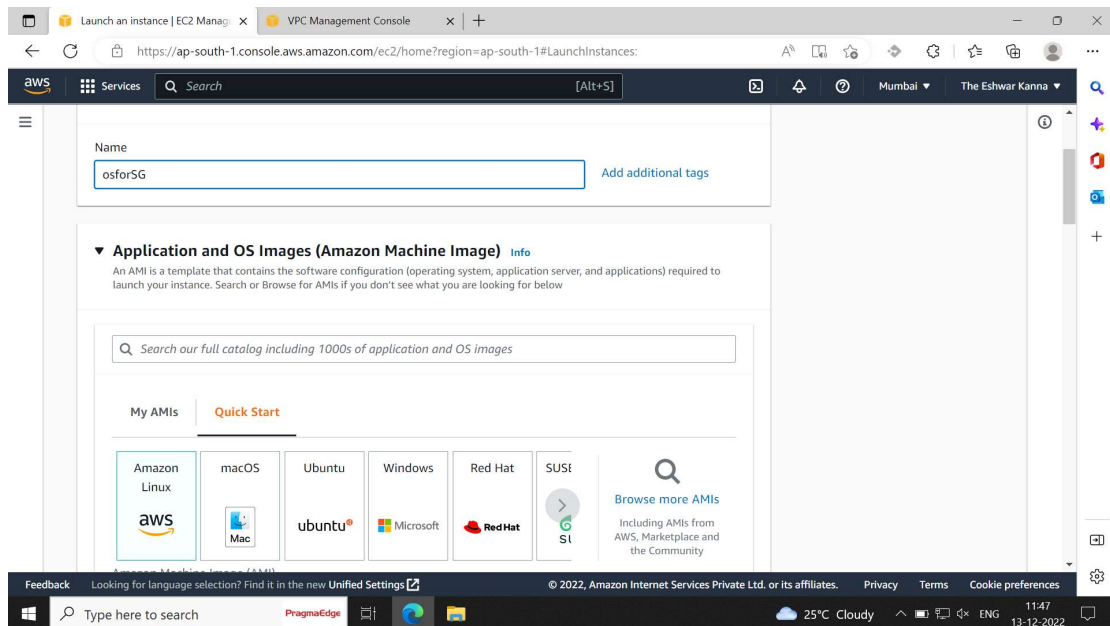 Launch an instance | EC2 Manag
VPC Management Console
https://ap-south-1.console.aws.amazon.com/ec2/home?region=ap-south-1#LaunchInstances:
aws
Services
Search
[Alt+S]
Mumbai
The Eshwar Kanna
Name
osforSG
Add additional tags
Application and OS Images (Amazon Machine Image) Info
An AMI is a template that contains the software configuration (operating system, application server, and applications) required to
launch your instance. Search or Browse for AMIs if you don't see what you are looking for
below
Search our full catalog including 1000s of application and OS images
My AMIs
Quick Start
Amazon
Linux
aws
macOS
Mac
Ubuntu
ubuntu
Windows
Microsoft
Red Hat
Red Hat
SUSE
Browse more AMIs
Including AMIs from
AWS, Marketplace and
the Community
Amazon Machine Image (AMI)
Feedback
Looking for language selection? Find it in the new Unified Settings
© 2022, Amazon Internet Services Private Ltd. or its affiliates.
Privacy
Terms
Cookie preferences
Type here to search
PragmaEdge
25°C Cloudy
ENG
11:47
13-12-2022